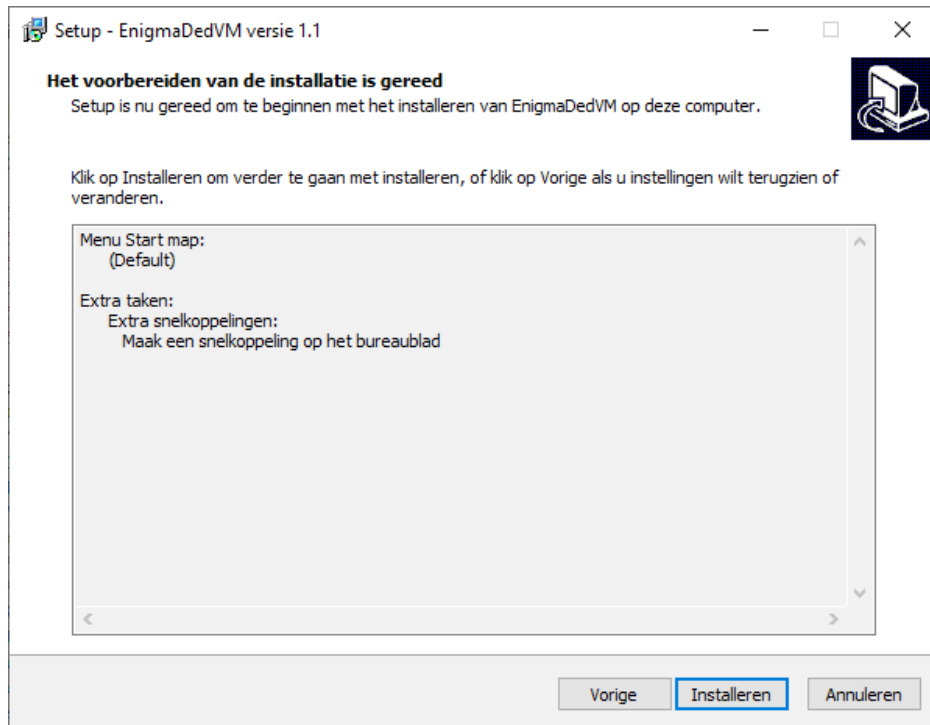 Setup - EnigmaDedVM versie 1.1
Het voorbereiden van de installatie is gereed
Setup is nu gereed om te beginnen met het installeren van EnigmaDedVM op deze computer.
Klik op Installeren om verder te gaan met installeren, of klik op Vorige als u instellingen wilt terugzien of
veranderen.
Menu Start map:
(Default)
Extra taken:
Extra snelkoppelingen:
Maak een snelkoppeling op het bureaublad
Vorige
Installeren
Annuleren